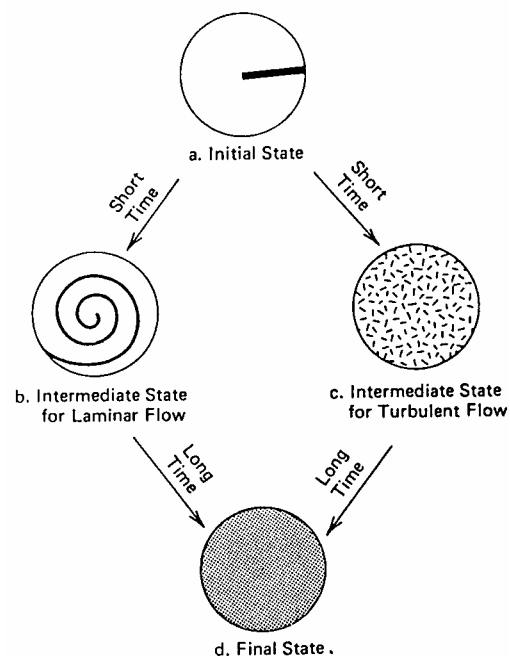 a. Initial State
Short
Time
Short
Time
b. Intermediate State
for Laminar Flow
c. Intermediate State
for Turbulent Flow
Long
Time
Long
Time
d. Final State.